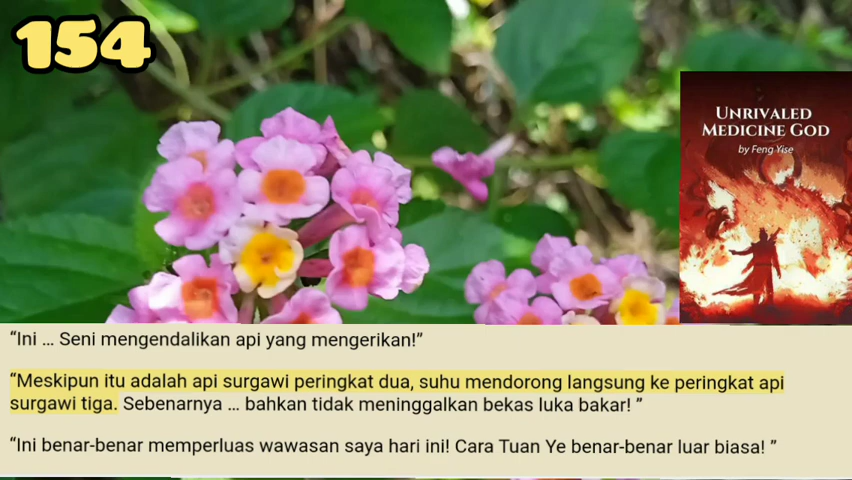 154
UNRIVALED
MEDICINE GOD
by Feng Yise
“Ini ... Seni mengendalikan api yang mengerikan!”
“Meskipun itu adalah api surgawi peringkat dua, suhu mendorong langsung ke peringkat api
surgawi tiga. Sebenarnya ... bahkan tidak meninggalkan bekas luka bakar! ”
“Ini benar-benar memperluas wawasan saya hari ini! Cara Tuan Ye benar-benar luar biasa! ”